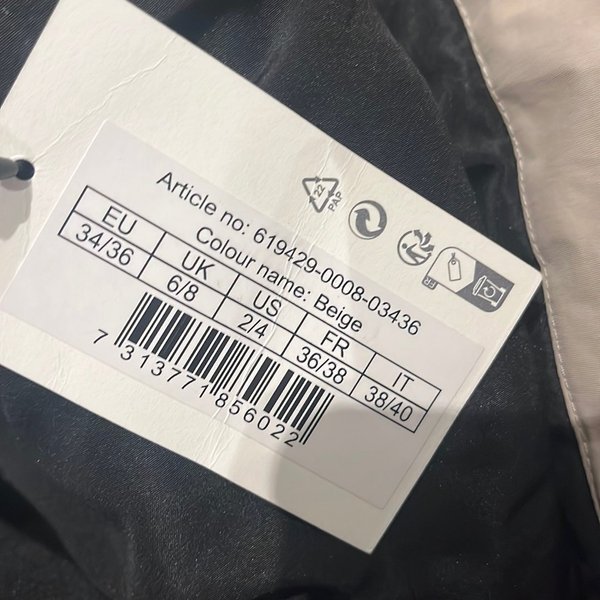 22
PAP
FR
Article no: 619429-0008-03436
Colour name: Beige
EU UK US FR IT
34/36 6/8 2/4 36/38 38/40
7 313771 856022